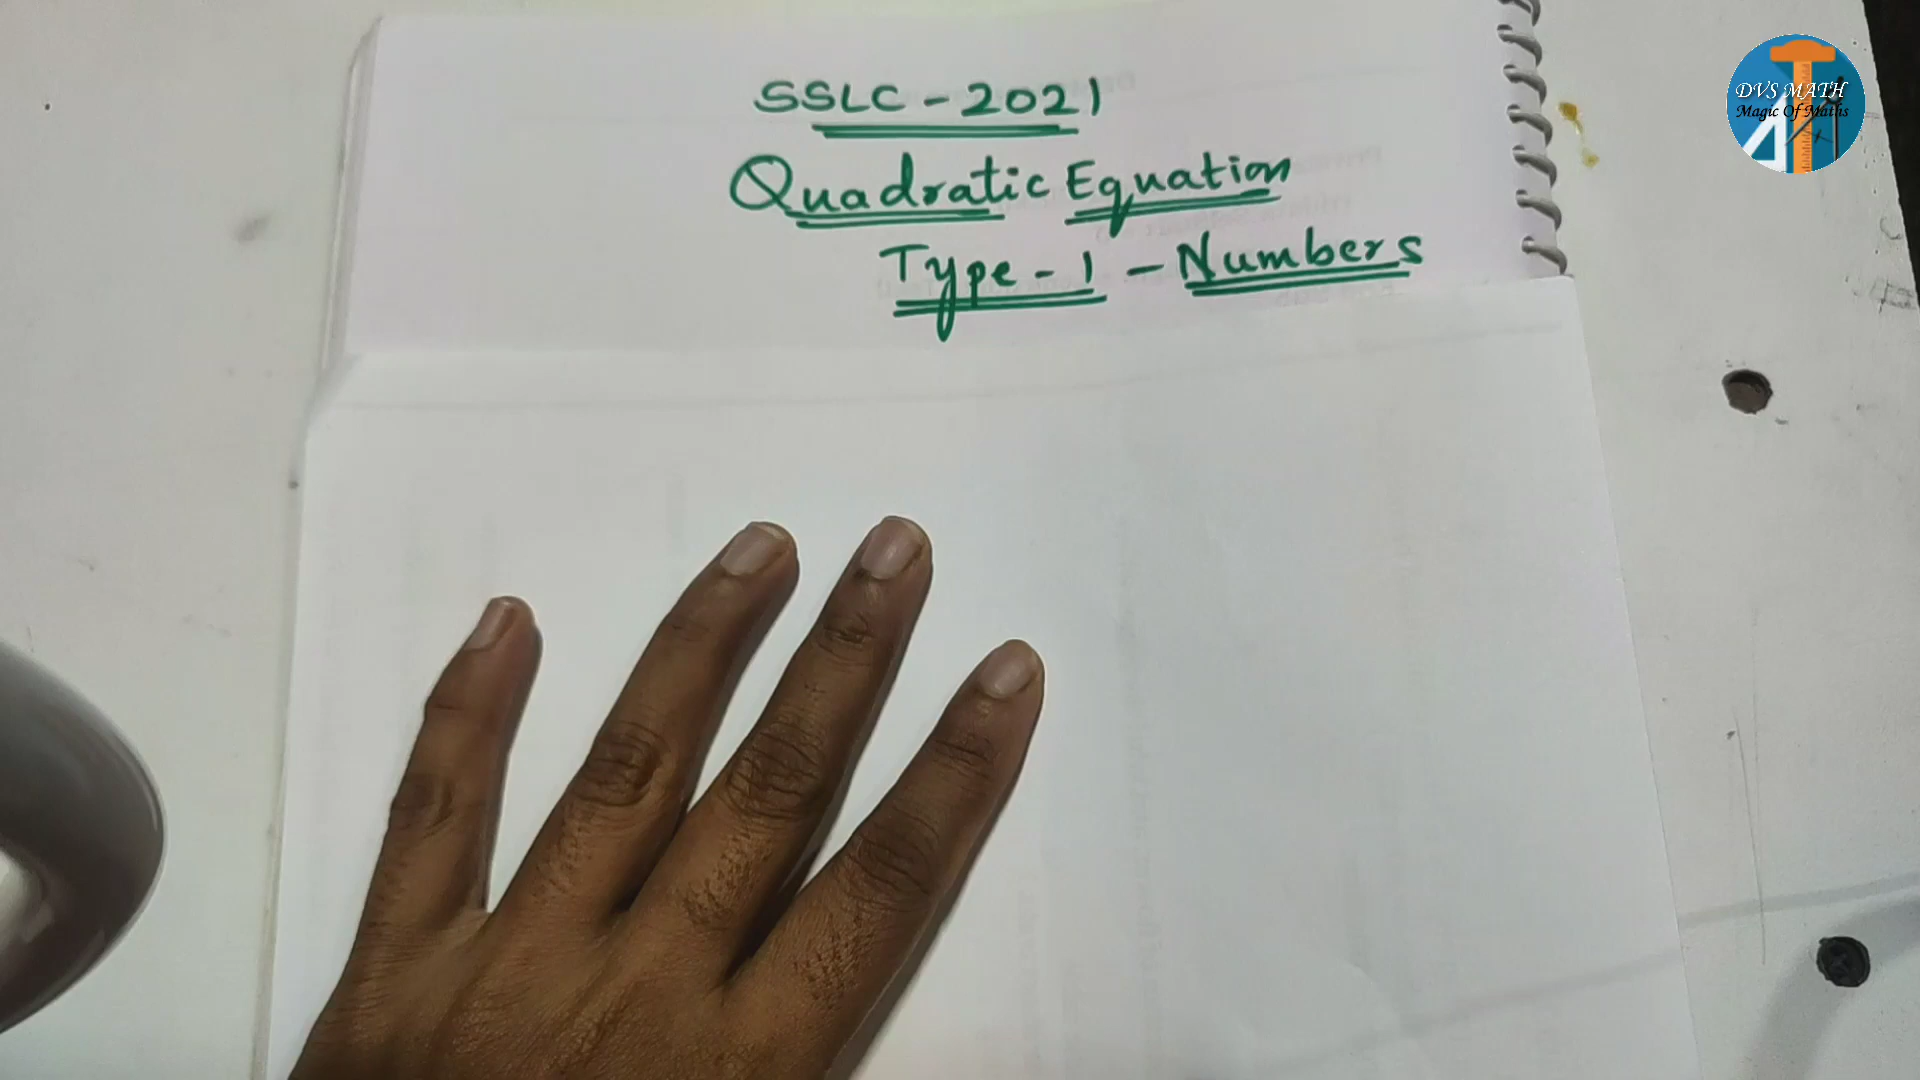 SSLC - 2021
Quadratic Equation
Type - 1 - Numbers
DVS MATH
Magic Of Maths